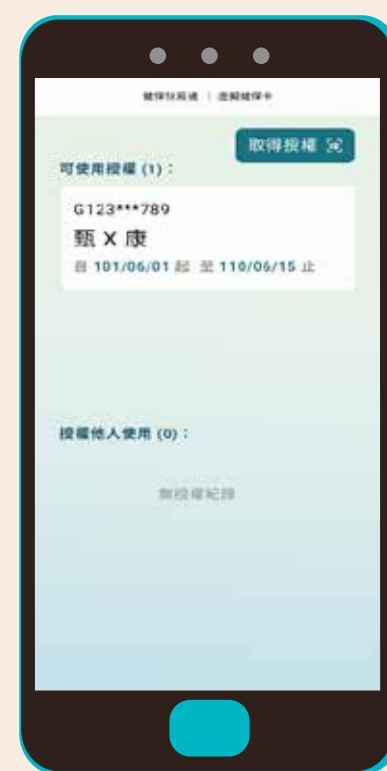 健保快易通 | 虛擬健保卡
取得授權
可使用授權 (1)：
G123***789
甄 X 康
自 101/06/01 起 至 110/06/15 止
授權他人使用 (0)：
無授權紀錄